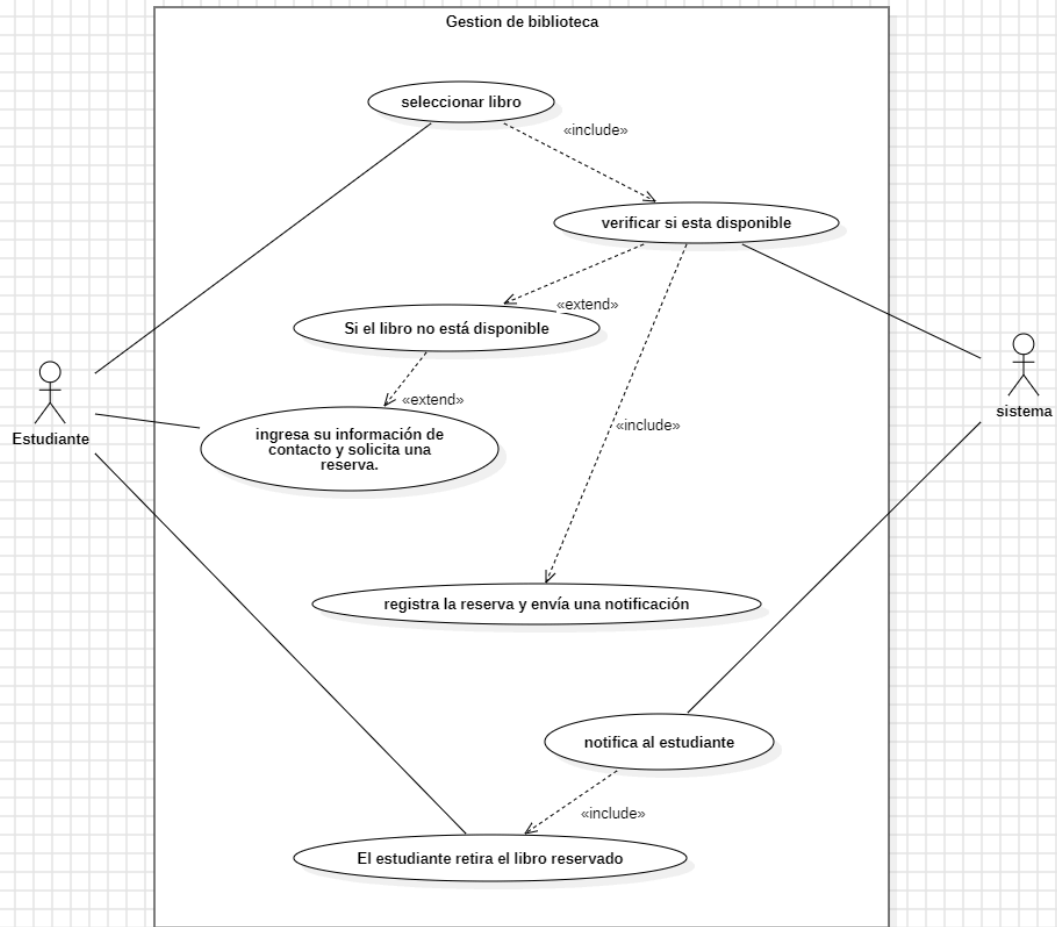 Gestion de biblioteca
seleccionar libro
«include»
verificar si esta disponible
«extend»
Si el libro no está disponible
«extend»
Estudiante
sistema
ingresa su información de
contacto y solicita una
reserva.
«include»
registra la reserva y envía una notificación
notifica al estudiante
«include»
El estudiante retira el libro reservado